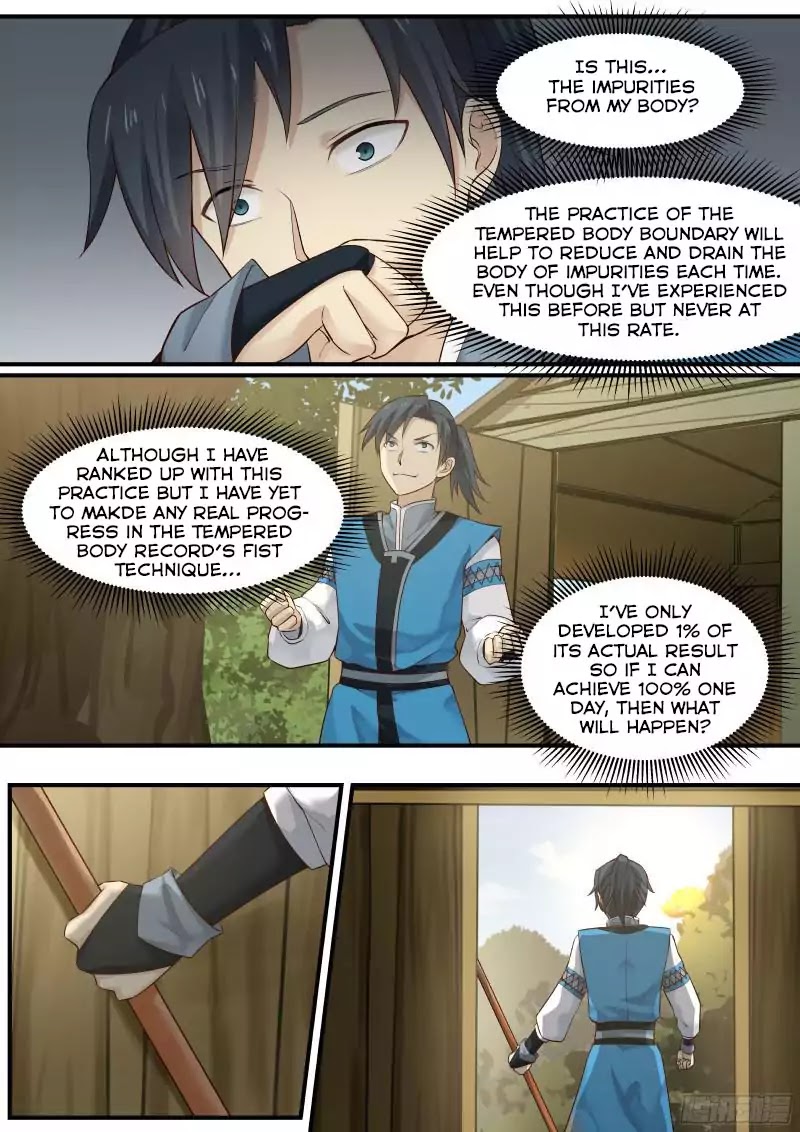 IS THIS...
THE IMPURITIES
FROM MY BODY?
THE PRACTICE OF THE
TEMPERED BODY BOUNDARY WILL
HELP TO REDUCE AND DRAIN THE
BODY OF IMPURITIES EACH TIME.
EVEN THOUGH I'VE EXPERIENCED
THIS BEFORE BUT NEVER AT
THIS RATE.
ALTHOUGH I HAVE
RANKED UP WITH THIS
PRACTICE BUT I HAVE YET
TO MAKDE ANY REAL PROG-
RESS IN THE TEMPERED
BODY RECORD'S FIST
TECHNIQUE...
I'VE ONLY
DEVELOPED 1% OF
ITS ACTUAL RESULT
SO IF I CAN
ACHIEVE 100% ONE
DAY, THEN WHAT
WILL HAPPEN?